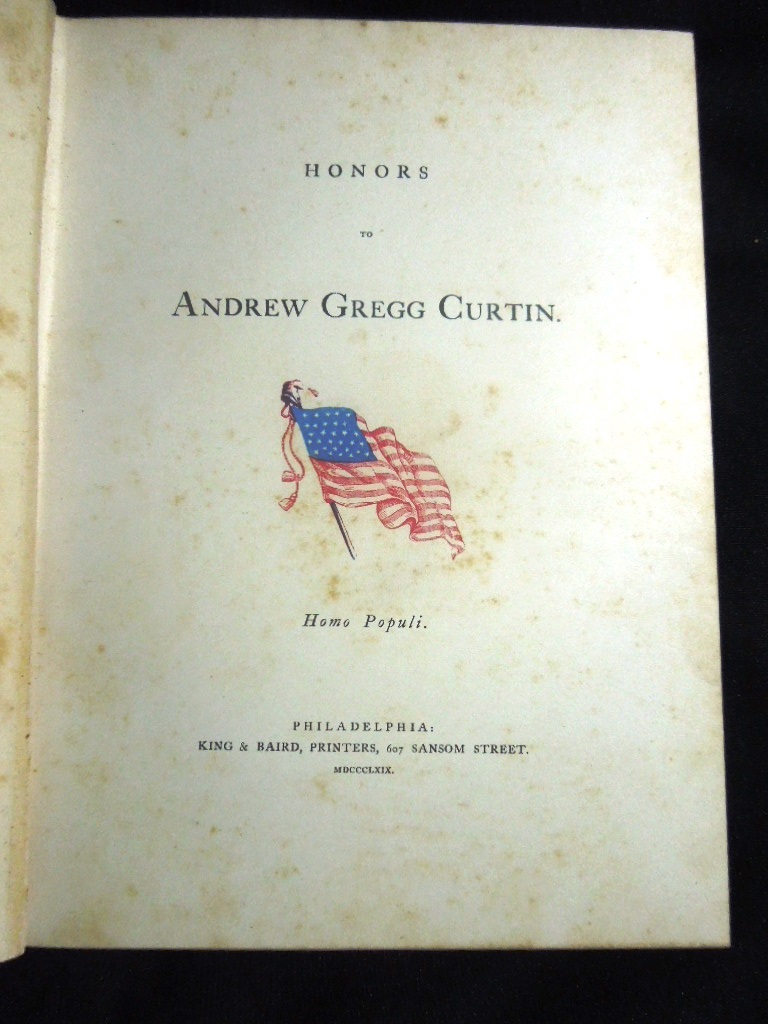 HONORS
TO
ANDREW GREGG CURTIN.
Homo Populi.
PHILADELPHIA:
KING & BAIRD, PRINTERS, 607 SANSOM STREET.
MDCCCLXIX.